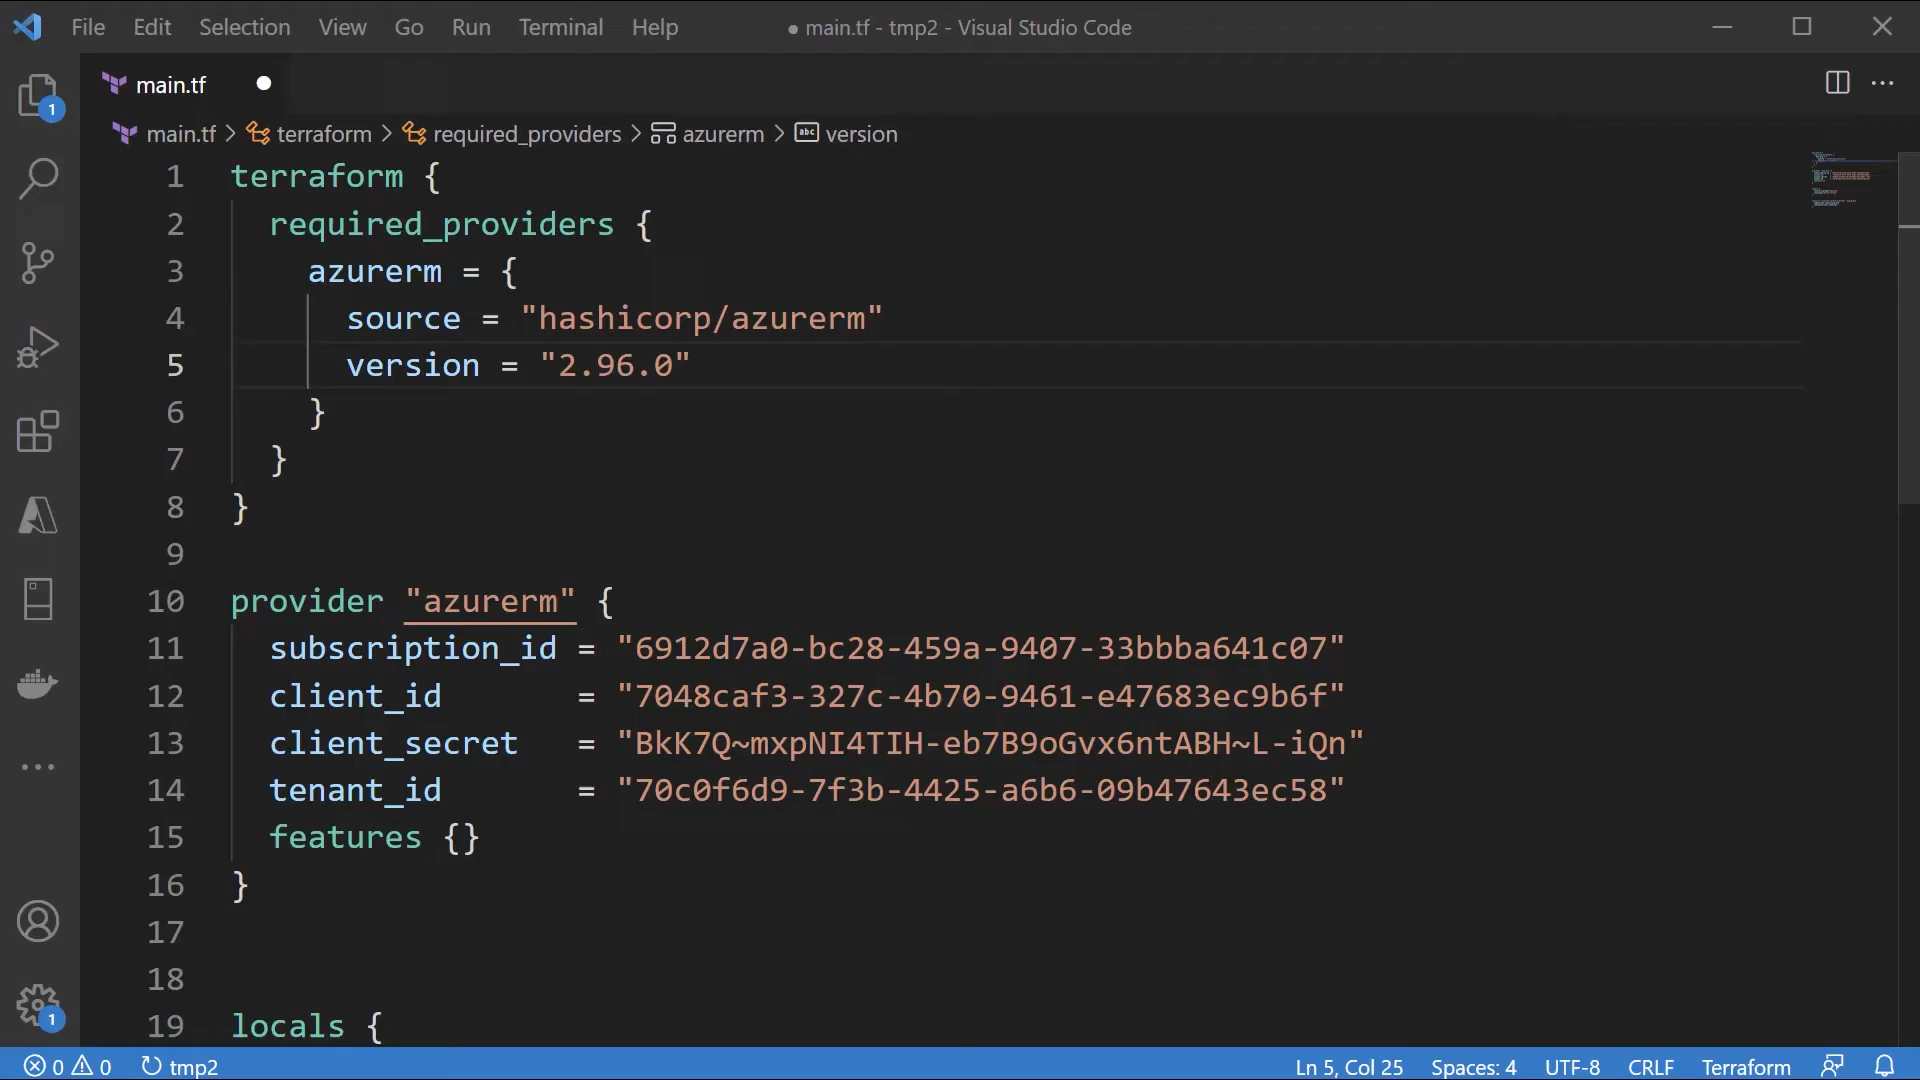 File Edit Selection View Go Run Terminal Help ● main.tf - tmp2 - Visual Studio Code
main.tf
main.tf > terraform > required_providers > azurerm > abc version
1 terraform {
2 required_providers {
3 azurerm = {
4 source = "hashicorp/azurerm"
5 version = "2.96.0"
6 }
7 }
8 }
9
10 provider "azurerm" {
11 subscription_id = "6912d7a0-bc28-459a-9407-33bbba641c07"
12 client_id = "7048caf3-327c-4b70-9461-e47683ec9b6f"
13 client_secret = "BkK7Q~mxpNI4TIH-eb7B9oGvx6ntABH~L-iQn"
14 tenant_id = "70c0f6d9-7f3b-4425-a6b6-09b47643ec58"
15 features {}
16 }
17
18
19 locals {
1
1
0 0 tmp2 Ln 5, Col 25 Spaces: 4 UTF-8 CRLF Terraform